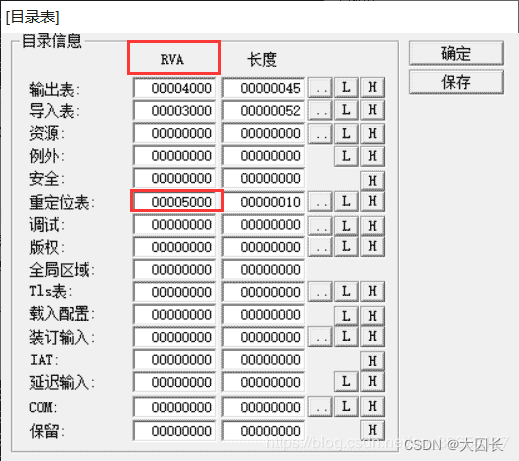 [目录表]
目录信息
RVA 长度 确定
保存
输出表: 00004000 00000045 .. L H
导入表: 00003000 00000052 .. L H
资源: 00000000 00000000 .. L H
例外: 00000000 00000000 L H
安全: 00000000 00000000 H
重定位表: 00005000 00000010 .. L H
调试: 00000000 00000000 .. L H
版权: 00000000 00000000 .. L H
全局区域: 00000000 00000000
Tls表: 00000000 00000000 .. L H
载入配置: 00000000 00000000 L H
装订输入: 00000000 00000000 .. L H
IAT: 00000000 00000000 H
延迟输入: 00000000 00000000 L H
COM: 00000000 00000000 .. L H
保留: 00000000 00000000 H
https://blog.csdn.ne
CSDN @大囚长